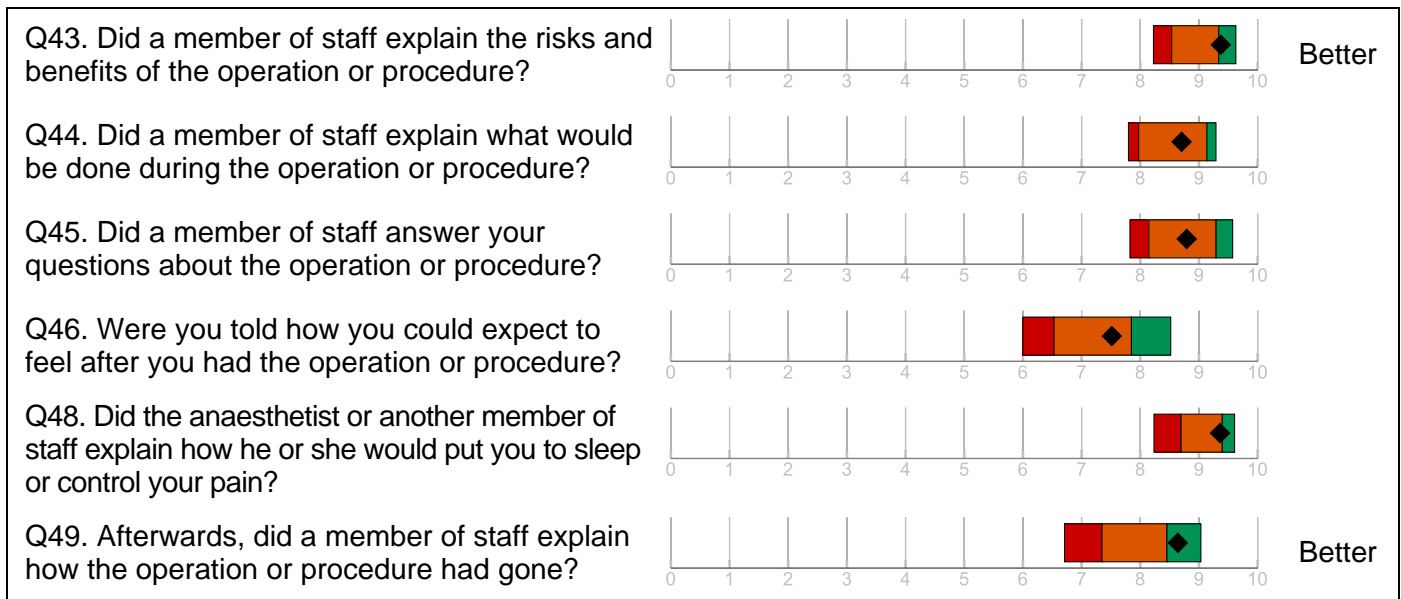 Q43. Did a member of staff explain the risks and
benefits of the operation or procedure?
0 1 2 3 4 5 6 7 8 9 10
Better
Q44. Did a member of staff explain what would
be done during the operation or procedure?
0 1 2 3 4 5 6 7 8 9 10
Q45. Did a member of staff answer your
questions about the operation or procedure?
0 1 2 3 4 5 6 7 8 9 10
Q46. Were you told how you could expect to
feel after you had the operation or procedure?
0 1 2 3 4 5 6 7 8 9 10
Q48. Did the anaesthetist or another member of
staff explain how he or she would put you to sleep
or control your pain?
0 1 2 3 4 5 6 7 8 9 10
Q49. Afterwards, did a member of staff explain
how the operation or procedure had gone?
0 1 2 3 4 5 6 7 8 9 10
Better